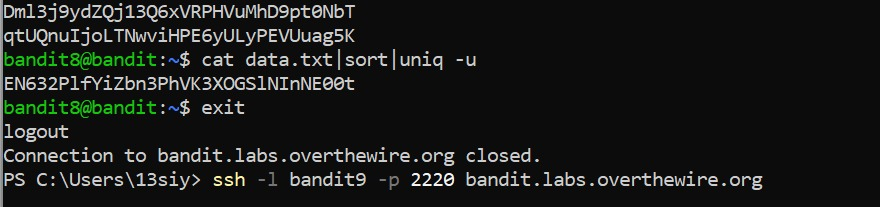 Dml3j9ydZQj13Q6xVRPHVuMhD9pt0NbT
qtUQnuIjoLTNwviHPE6yULyPEVUuag5K
bandit8@bandit:~$ cat data.txt|sort|uniq -u
EN632PlfYiZbn3PhVK3XOGSlNInNE00t
bandit8@bandit:~$ exit
logout
Connection to bandit.labs.overthewire.org closed.
PS C:\Users\13siy> ssh -l bandit9 -p 2220 bandit.labs.overthewire.org